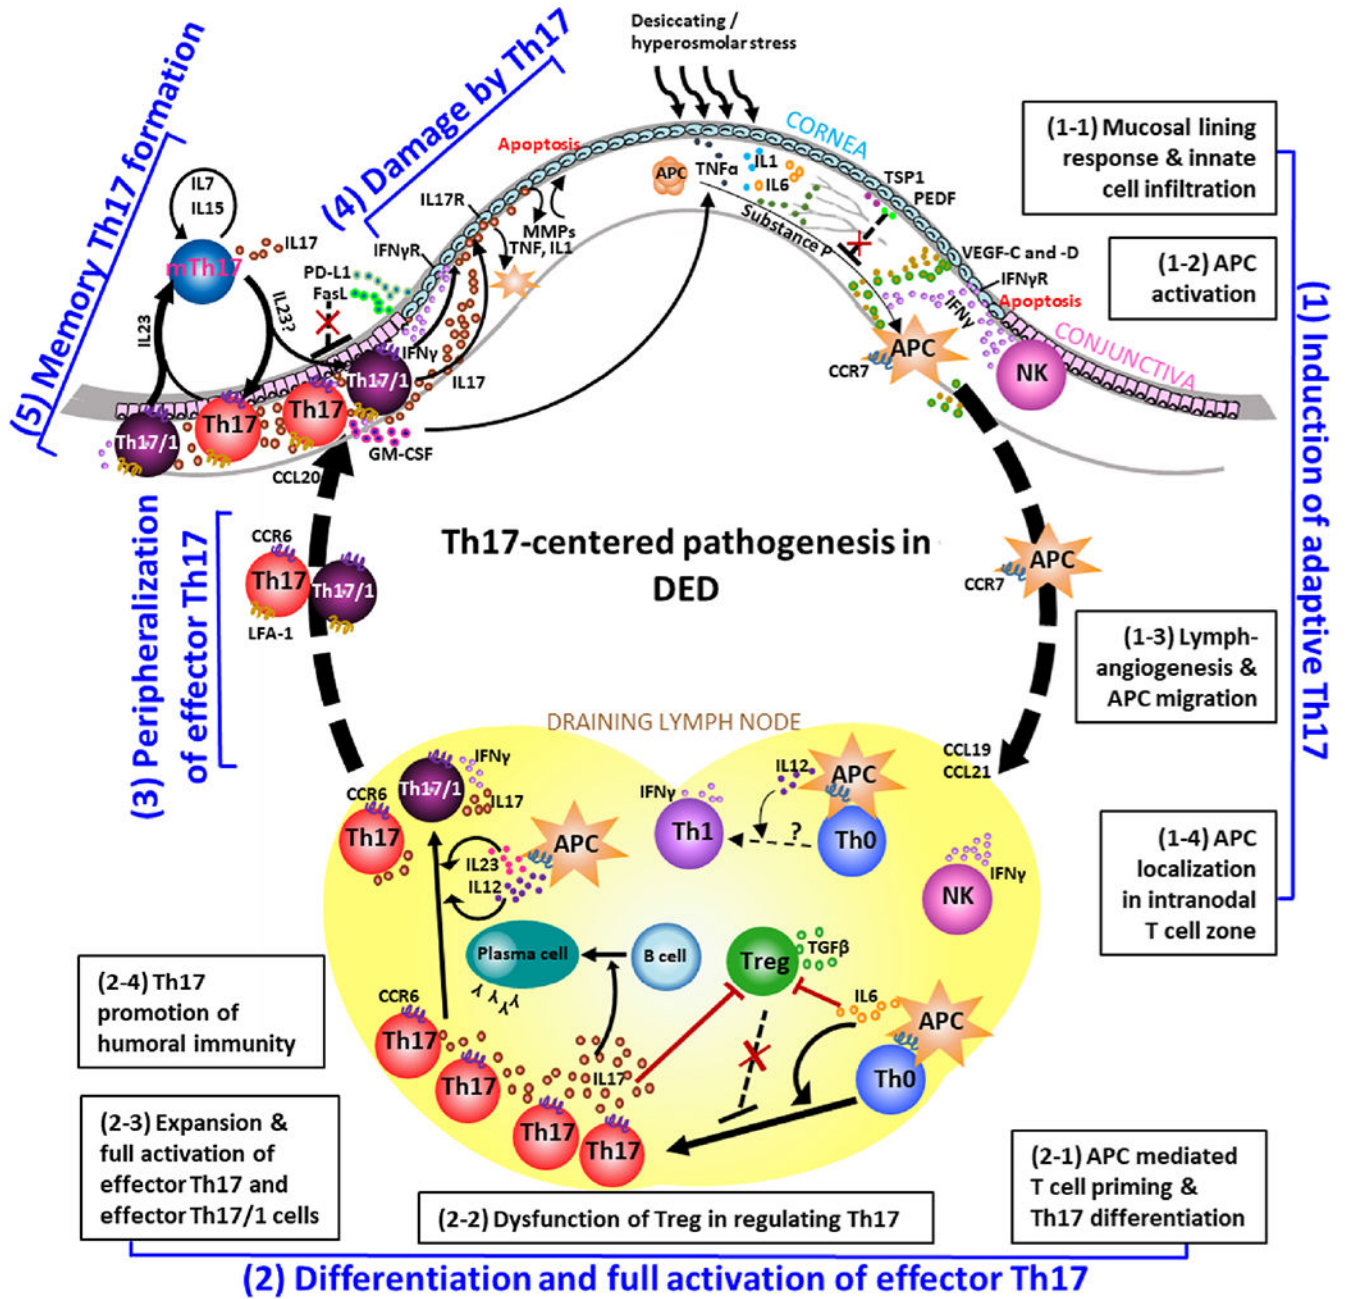 Desiccating /
hyperosmolar stress
CORNEA
Apoptosis
APC
TNFα
IL1
IL6
Substance P
TSP1
PEDF
VEGF-C and -D
IFNγR
Apoptosis
IFNγ
CONJUNCTIVA
APC
CCR7
NK
(1-1) Mucosal lining
response & innate
cell infiltration
(1-2) APC
activation
(1) Induction of adaptive Th17
(5) Memory Th17 formation
(4) Damage by Th17
IL7
IL15
mTh17
IL17
IL23
IL23?
PD-L1
FasL
IFNγR
IL17R
MMPs
TNF, IL1
IFNγ
IL17
Th17/1
Th17
Th17
Th17/1
GM-CSF
CCL20
(3) Peripheralization
of effector Th17
CCR6
Th17
Th17/1
LFA-1
Th17-centered pathogenesis in
DED
APC
CCR7
(1-3) Lymph-
angiogenesis &
APC migration
DRAINING LYMPH NODE
CCL19
CCL21
(1-4) APC
localization
in intranodal
T cell zone
IFNγ
Th17/1
IL17
CCR6
Th17
IL23
IL12
APC
IFNγ
Th1
IL12
APC
?
Th0
IFNγ
NK
Plasma cell
B cell
Treg
TGFβ
IL6
APC
Th0
CCR6
Th17
Th17
IL17
Th17
Th17
(2-4) Th17
promotion of
humoral immunity
(2-3) Expansion &
full activation of
effector Th17 and
effector Th17/1 cells
(2-2) Dysfunction of Treg in regulating Th17
(2-1) APC mediated
T cell priming &
Th17 differentiation
(2) Differentiation and full activation of effector Th17